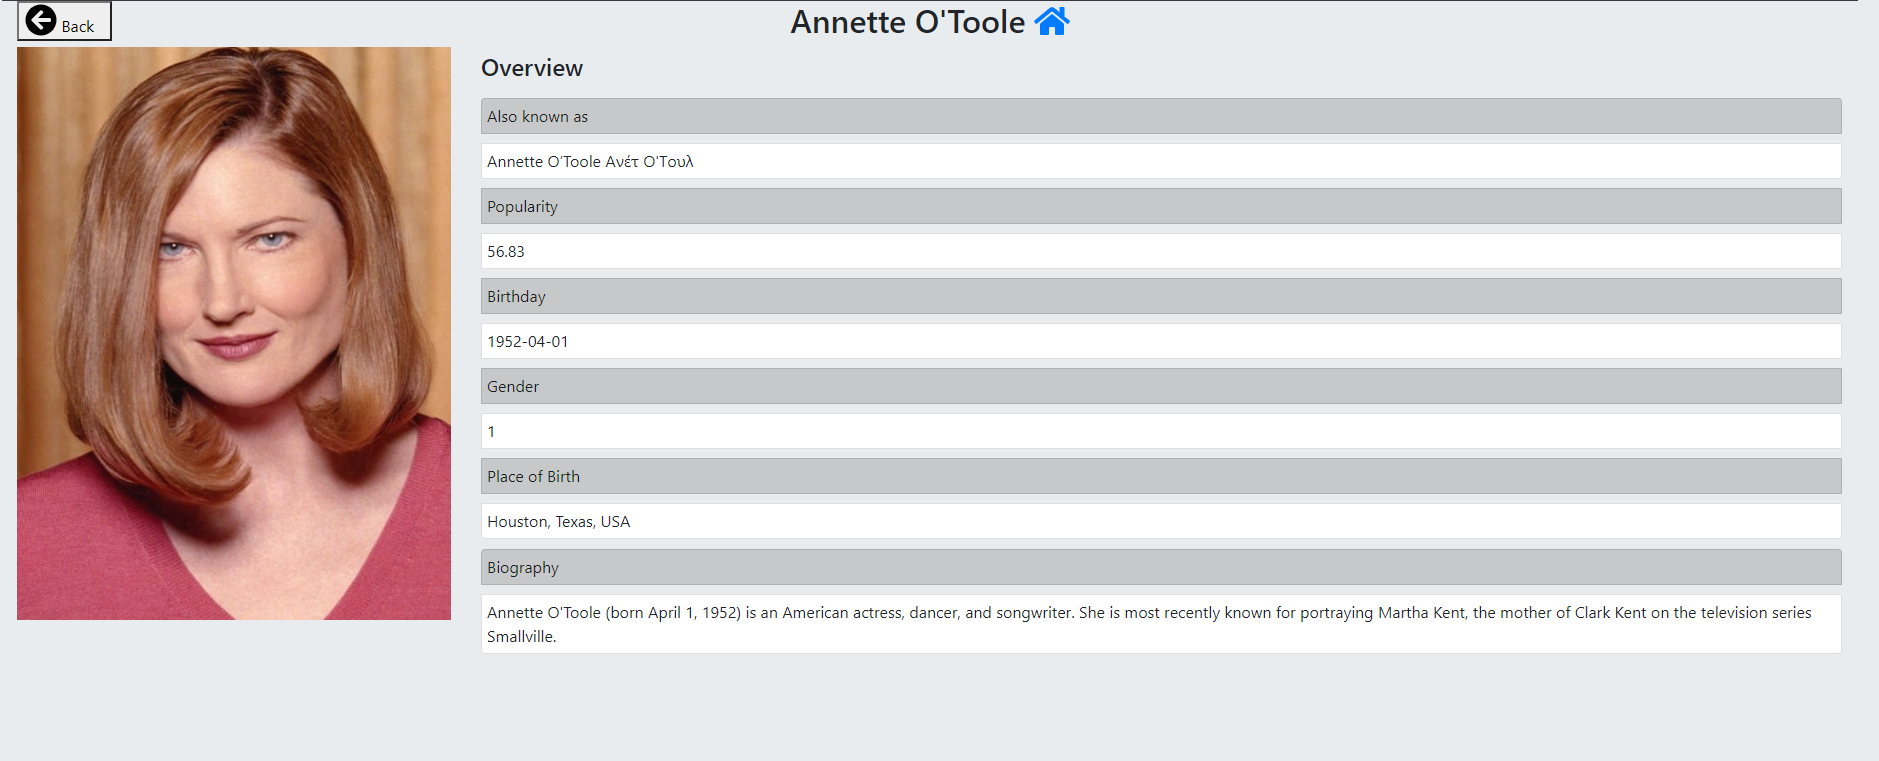 Back
Annette O'Toole
Overview
Also known as
Annette O’Toole Ανέτ Ο'Τουλ
Popularity
56.83
Birthday
1952-04-01
Gender
1
Place of Birth
Houston, Texas, USA
Biography
Annette O'Toole (born April 1, 1952) is an American actress, dancer, and songwriter. She is most recently known for portraying Martha Kent, the mother of Clark Kent on the television series
Smallville.